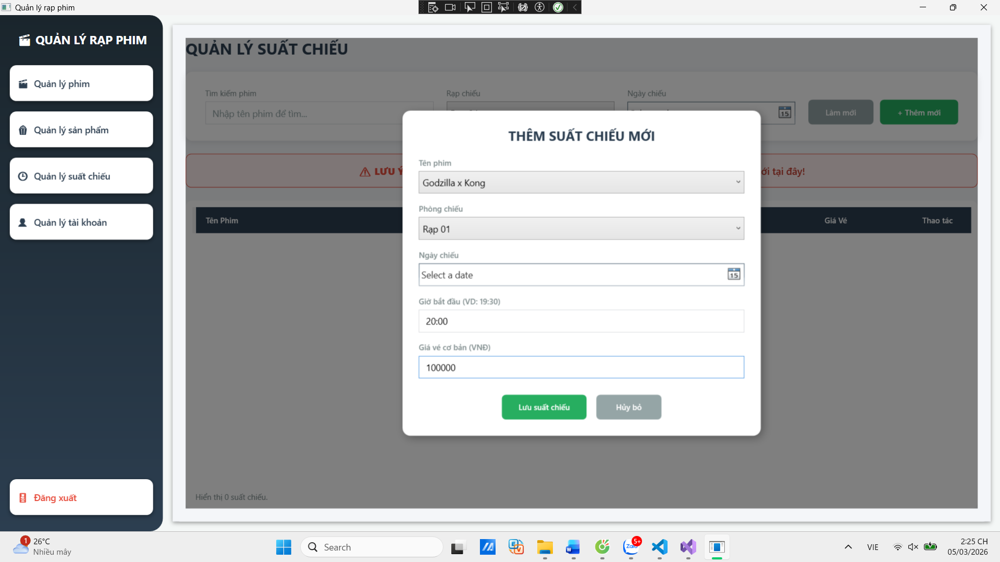 Quản lý rạp phim
QUẢN LÝ RẠP PHIM
Quản lý phim
Quản lý sản phẩm
Quản lý suất chiếu
Quản lý tài khoản
Đăng xuất
QUẢN LÝ SUẤT CHIẾU
Tìm kiếm phim
Rạp chiếu
Ngày chiếu
Nhập tên phim để tìm...
15
Làm mới
+ Thêm mới
LƯU Ý
ới tại đây!
Tên Phim
Giá Vé
Thao tác
THÊM SUẤT CHIẾU MỚI
Tên phim
Godzilla x Kong
Phòng chiếu
Rạp 01
Ngày chiếu
Select a date
15
Giờ bắt đầu (VD: 19:30)
20:00
Giá vé cơ bản (VNĐ)
100000
Lưu suất chiếu
Hủy bỏ
Hiển thị 0 suất chiếu.
1
26°C
Nhiều mây
Search
Zalo
5+
VIE
2:25 CH
05/03/2026